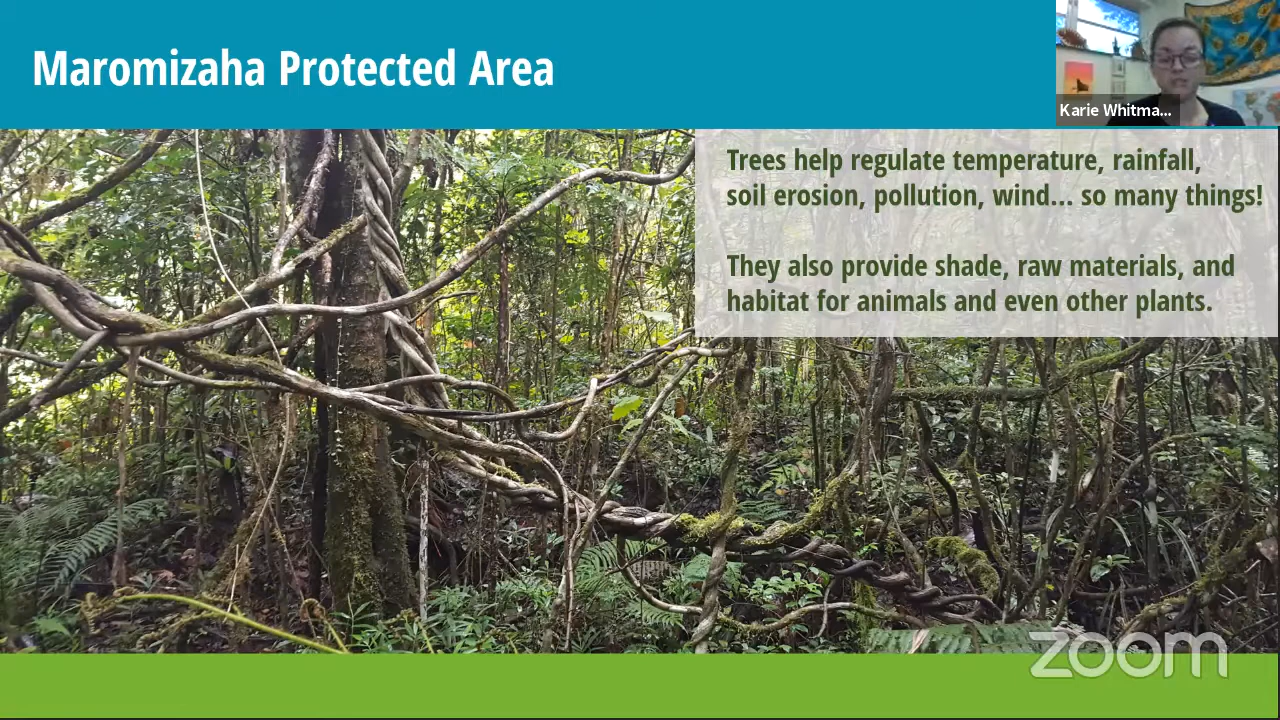 Maromizaha Protected Area
Karie Whitma...
Trees help regulate temperature, rainfall,
soil erosion, pollution, wind... so many things!
They also provide shade, raw materials, and
habitat for animals and even other plants.
zoom